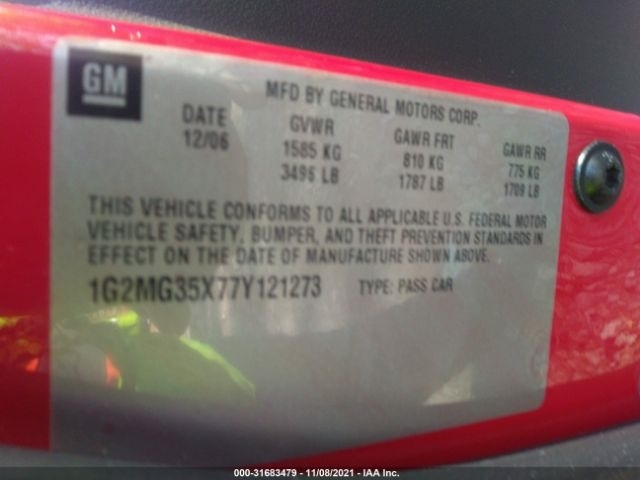 GM
MFD BY GENERAL MOTORS CORP.
DATE GVWR GAWR FRT GAWR RR
12/06 1585 KG 810 KG 775 KG
3495 LB 1787 LB 1709 LB
THIS VEHICLE CONFORMS TO ALL APPLICABLE U.S. FEDERAL MOTOR
VEHICLE SAFETY, BUMPER, AND THEFT PREVENTION STANDARDS IN
EFFECT ON THE DATE OF MANUFACTURE SHOWN ABOVE.
1G2MG35X77Y121273 TYPE: PASS CAR
000-31683479 - 11/08/2021 - IAA Inc.